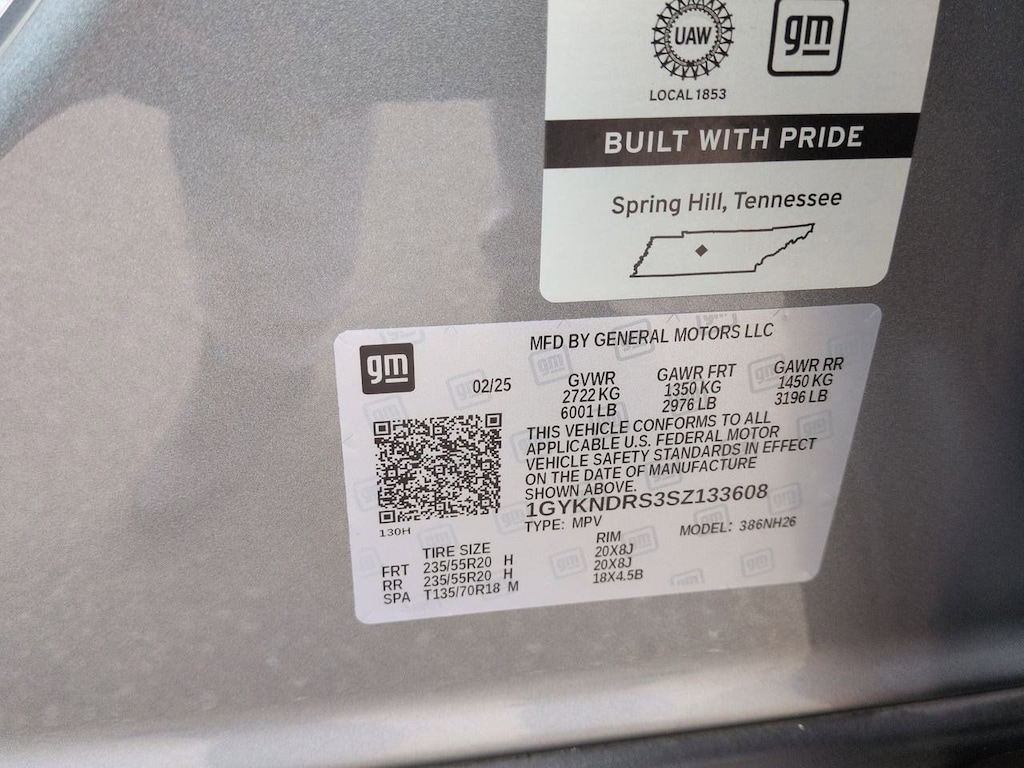 UAW
gm
LOCAL 1853
BUILT WITH PRIDE
Spring Hill, Tennessee
gm
MFD BY GENERAL MOTORS LLC
02/25
GVWR GAWR FRT GAWR RR
2722 KG 1350 KG 1450 KG
6001 LB 2976 LB 3196 LB
THIS VEHICLE CONFORMS TO ALL
APPLICABLE U.S. FEDERAL MOTOR
VEHICLE SAFETY STANDARDS IN EFFECT
ON THE DATE OF MANUFACTURE
SHOWN ABOVE.
1GYKNDRS3SZ133608
TYPE: MPV MODEL: 386NH26
130H
TIRE SIZE RIM
FRT 235/55R20 H 20X8J
RR 235/55R20 H 20X8J
SPA T135/70R18 M 18X4.5B